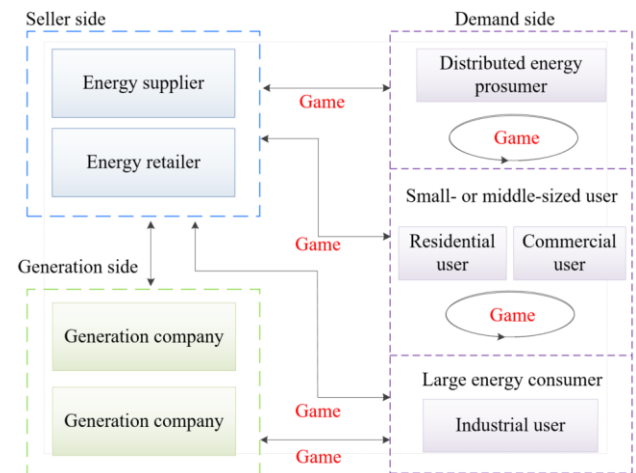 Seller side
Energy supplier
Energy retailer
Generation side
Generation company
Generation company
Game
Game
Game
Game
Demand side
Distributed energy
prosumer
Game
Small- or middle-sized user
Residential
user
Commercial
user
Game
Large energy consumer
Industrial user